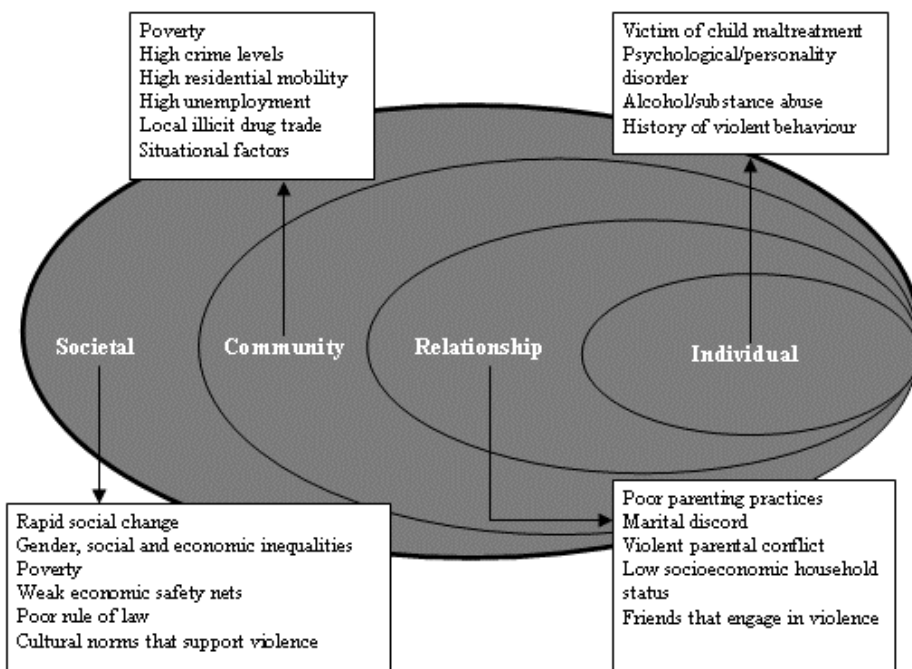 Poverty
High crime levels
High residential mobility
High unemployment
Local illicit drug trade
Situational factors
Victim of child maltreatment
Psychological/personality
disorder
Alcohol/substance abuse
History of violent behaviour
Societal
Community
Relationship
Individual
Rapid social change
Gender, social and economic inequalities
Poverty
Weak economic safety nets
Poor rule of law
Cultural norms that support violence
Poor parenting practices
Marital discord
Violent parental conflict
Low socioeconomic household
status
Friends that engage in violence